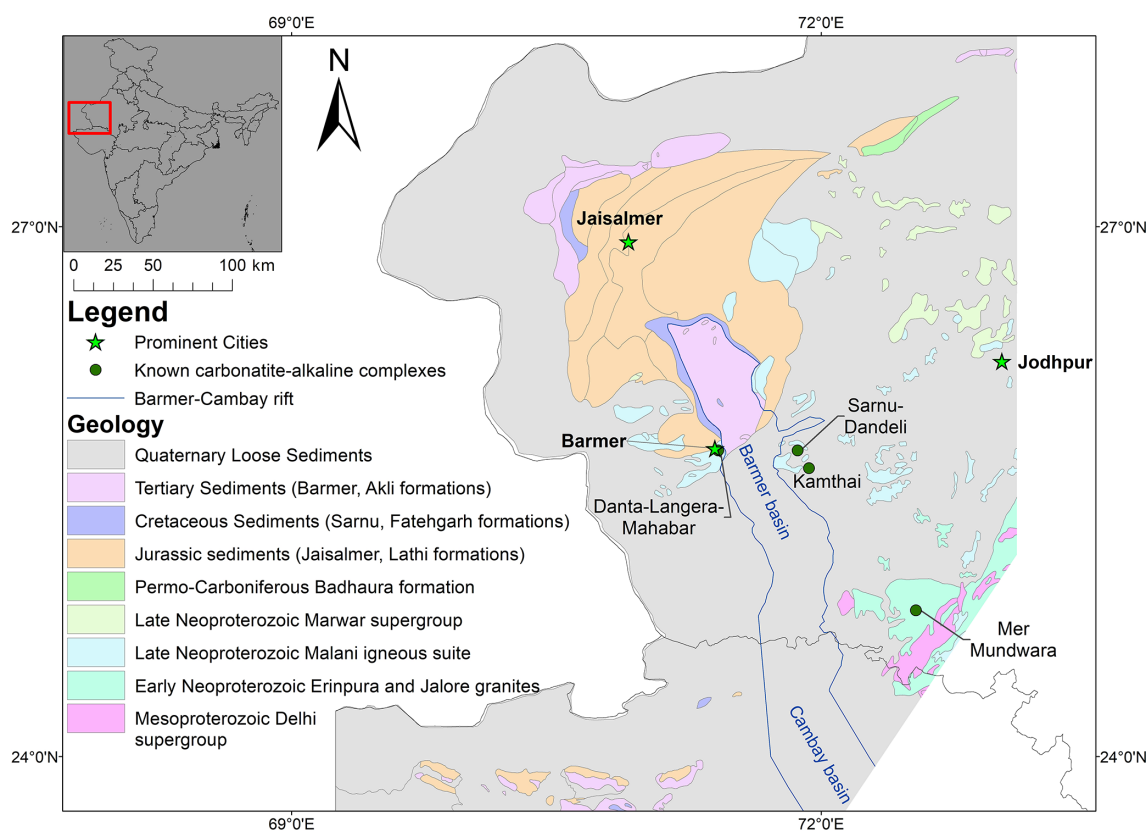 69°0'E
72°0'E
N
27°0'N
27°0'N
0 25 50 100 km
Jaisalmer
Legend
Prominent Cities
Known carbonatite-alkaline complexes
Barmer-Cambay rift
Geology
Quaternary Loose Sediments
Tertiary Sediments (Barmer, Akli formations)
Cretaceous Sediments (Sarnu, Fatehgarh formations)
Jurassic sediments (Jaisalmer, Lathi formations)
Permo-Carboniferous Badhaura formation
Late Neoproterozoic Marwar supergroup
Late Neoproterozoic Malani igneous suite
Early Neoproterozoic Erinpura and Jalore granites
Mesoproterozoic Delhi
supergroup
Jodhpur
Sarnu-
Dandeli
Barmer
Kamthai
Barmer basin
Danta-Langera-
Mahabar
Mer
Mundwara
Cambay basin
24°0'N
24°0'N
69°0'E
72°0'E